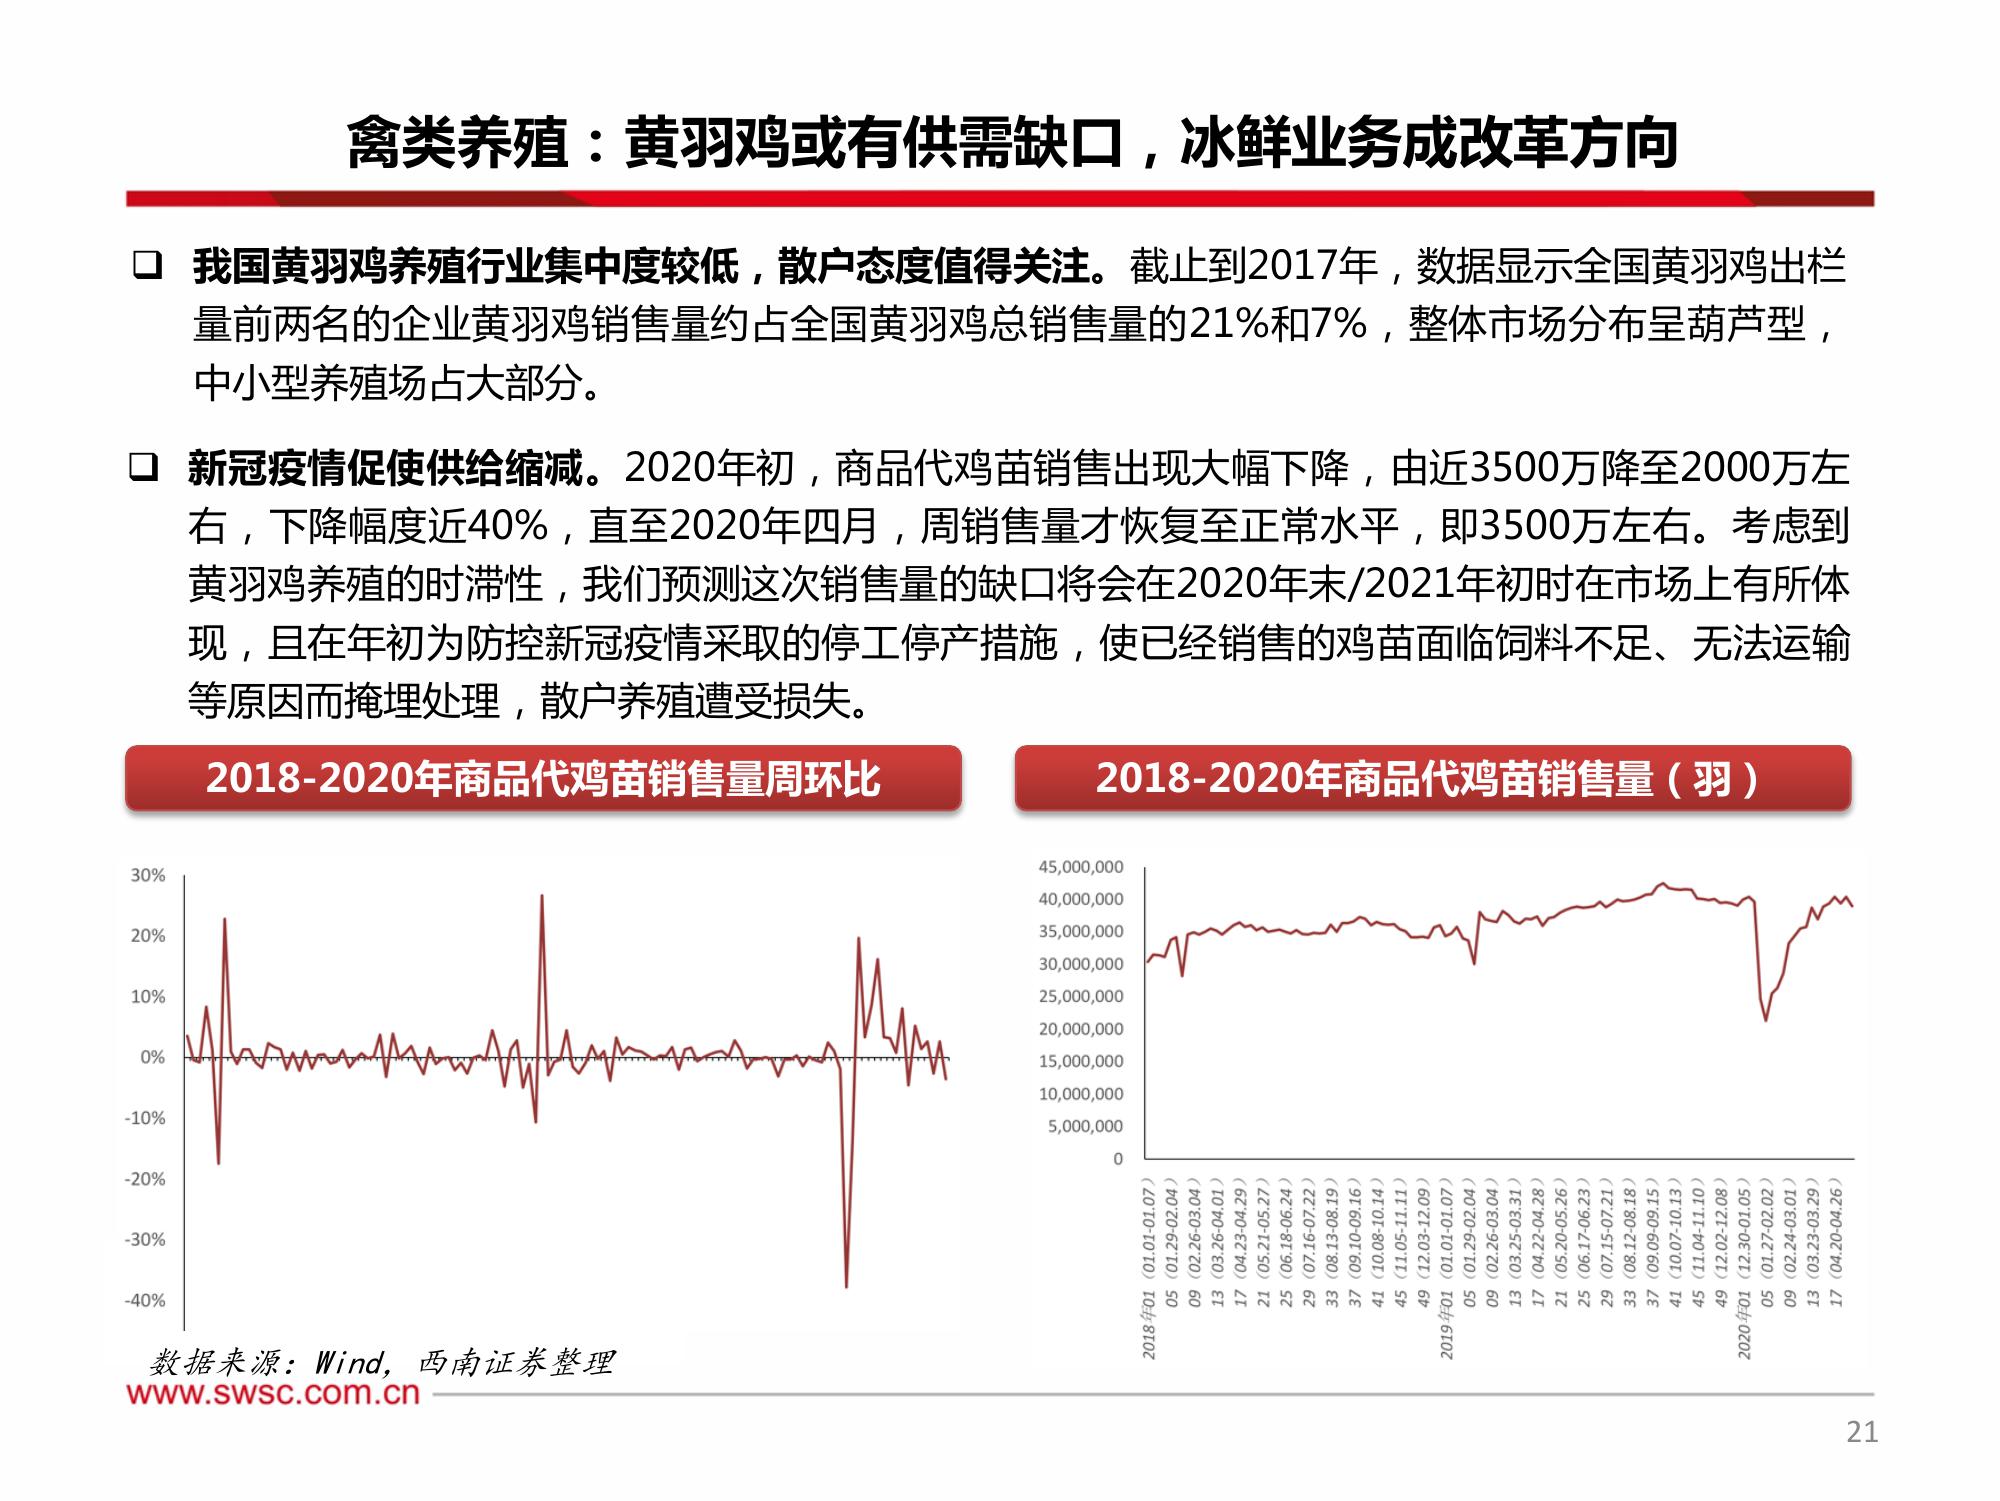 禽类养殖：黄羽鸡或有供需缺口，冰鲜业务成改革方向
❑ 我国黄羽鸡养殖行业集中度较低，散户态度值得关注。截止到2017年，数据显示全国黄羽鸡出栏
量前两名的企业黄羽鸡销售量约占全国黄羽鸡总销售量的21%和7%，整体市场分布呈葫芦型，
中小型养殖场占大部分。
❑ 新冠疫情促使供给缩减。2020年初，商品代鸡苗销售出现大幅下降，由近3500万降至2000万左
右，下降幅度近40%，直至2020年四月，周销售量才恢复至正常水平，即3500万左右。考虑到
黄羽鸡养殖的时滞性，我们预测这次销售量的缺口将会在2020年末/2021年初时在市场上有所体
现，且在年初为防控新冠疫情采取的停工停产措施，使已经销售的鸡苗面临饲料不足、无法运输
等原因而掩埋处理，散户养殖遭受损失。
2018-2020年商品代鸡苗销售量周环比
30%
20%
10%
0%
-10%
-20%
-30%
-40%
2018-2020年商品代鸡苗销售量（羽）
45,000,000
40,000,000
35,000,000
30,000,000
25,000,000
20,000,000
15,000,000
10,000,000
5,000,000
0
2018年01（01.01-01.07）
05（01.29-02.04）
09（02.26-03.04）
13（03.26-04.01）
17（04.23-04.29）
21（05.21-05.27）
25（06.18-06.24）
29（07.16-07.22）
33（08.13-08.19）
37（09.10-09.16）
41（10.08-10.14）
45（11.05-11.11）
49（12.03-12.09）
2019年01（01.01-01.07）
05（01.29-02.04）
09（02.26-03.04）
13（03.25-03.31）
17（04.22-04.28）
21（05.20-05.26）
25（06.17-06.23）
29（07.15-07.21）
33（08.12-08.18）
37（09.09-09.15）
41（10.07-10.13）
45（11.04-11.10）
49（12.02-12.08）
2020年01（12.30-01.05）
05（01.27-02.02）
09（02.24-03.01）
13（03.23-03.29）
17（04.20-04.26）
数据来源：Wind，西南证券整理
www.swsc.com.cn
21